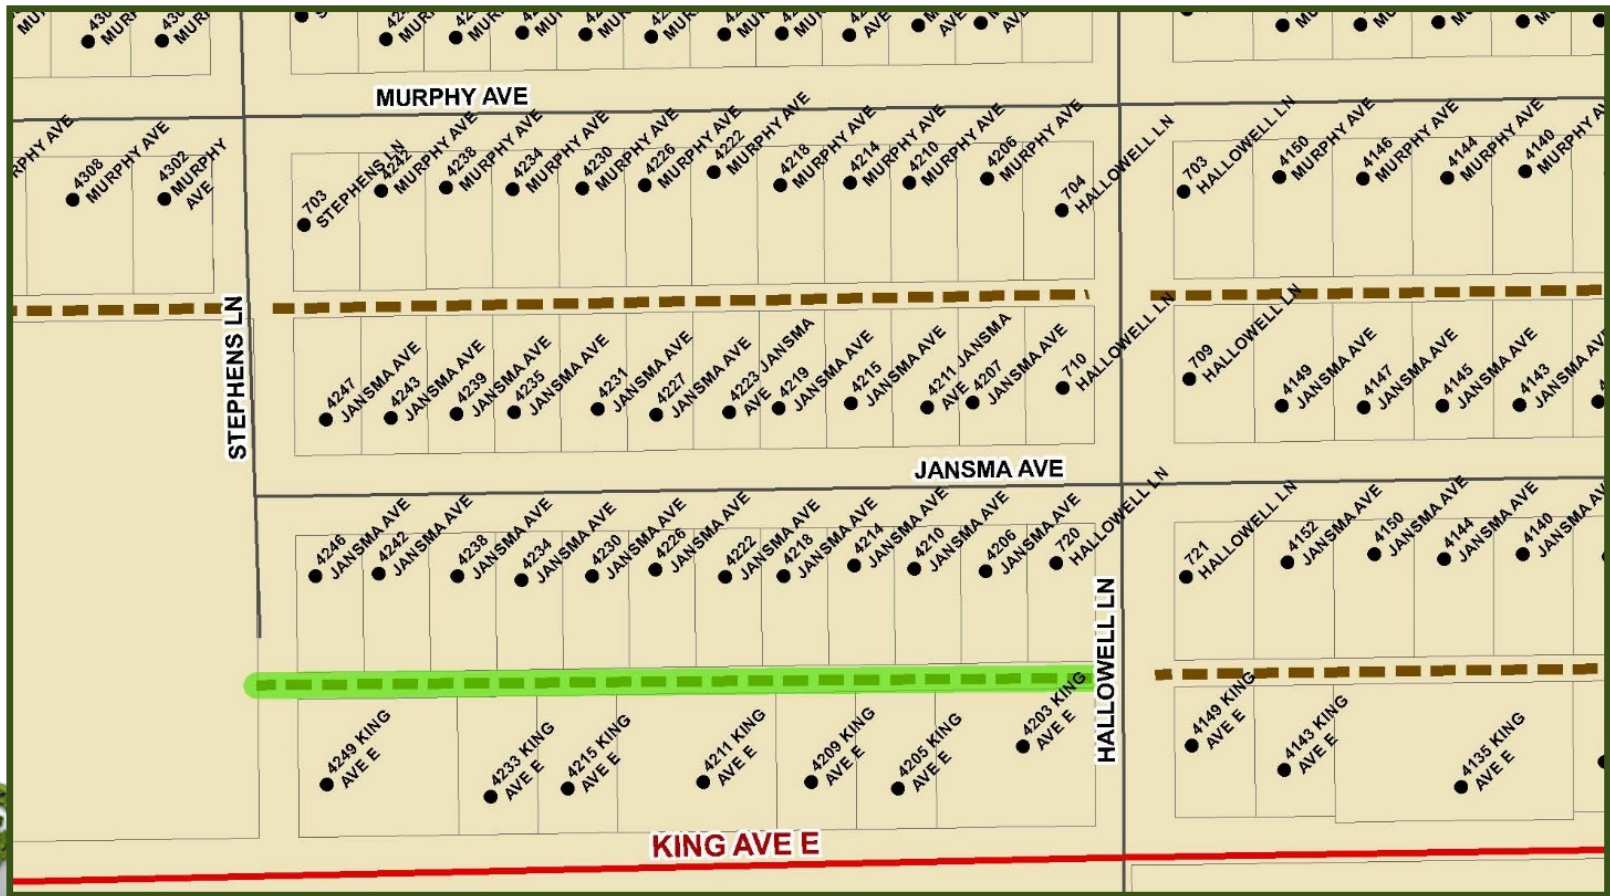 MURPHY AVE
4308
MURPHY AVE
4302
MURPHY
AVE
703
STEPHENS LN
4242
MURPHY AVE
4238
MURPHY AVE
4234
MURPHY AVE
4230
MURPHY AVE
4226
MURPHY AVE
4222
MURPHY AVE
4218
MURPHY AVE
4214
MURPHY AVE
4210
MURPHY AVE
4206
MURPHY AVE
704
HALLOWELL LN
703
HALLOWELL LN
4150
MURPHY AVE
4146
MURPHY AVE
4144
MURPHY AVE
4140
STEPHENS LN
4247
JANSMA AVE
4243
JANSMA AVE
4239
JANSMA AVE
4235
JANSMA AVE
4231
JANSMA AVE
4227
JANSMA AVE
4223 JANSMA
AVE
4219
JANSMA AVE
4215
JANSMA AVE
4211 JANSMA
AVE
4207
JANSMA AVE
710
HALLOWELL LN
709
HALLOWELL LN
4149
JANSMA AVE
4147
JANSMA AVE
4145
JANSMA AVE
4143
JANSMA AVE
JANSMA AVE
4246
JANSMA AVE
4242
JANSMA AVE
4238
JANSMA AVE
4234
JANSMA AVE
4230
JANSMA AVE
4226
JANSMA AVE
4222
JANSMA AVE
4218
JANSMA AVE
4214
JANSMA AVE
4210
JANSMA AVE
4206
JANSMA AVE
720
HALLOWELL LN
721
HALLOWELL LN
4152
JANSMA AVE
4150
JANSMA AVE
4144
JANSMA AVE
4140
HALLOWELL LN
4249 KING
AVE E
4233 KING
AVE E
4215 KING
AVE E
4211 KING
AVE E
4209 KING
AVE E
4205 KING
AVE E
4203 KING
AVE E
4149 KING
AVE E
4143 KING
AVE E
4135 KING
AVE E
KING AVE E